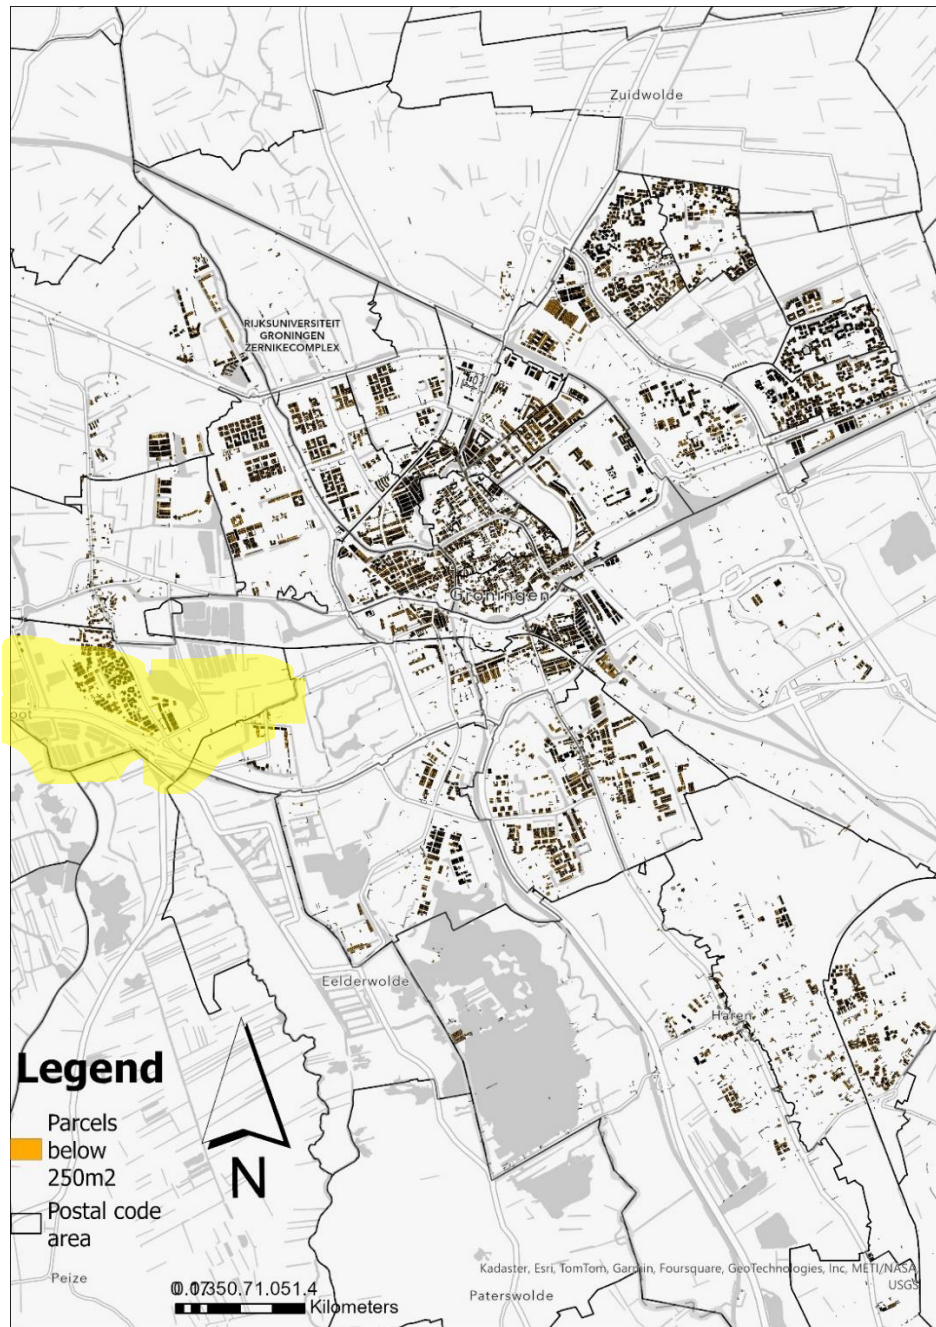 Zuidwolde
RIJKSUNIVERSITEIT
GRONINGEN
ZERNIKECOMPLEX
Groningen
oot
Eelderwolde
Haren
Legend
Parcels
below
250m2
Postal code
area
N
Peize
Kilometers
Paterswolde
Kadaster, Esri, TomTom, Garmin, Foursquare, GeoTechnologies, Inc, METI/NASA,
USGS